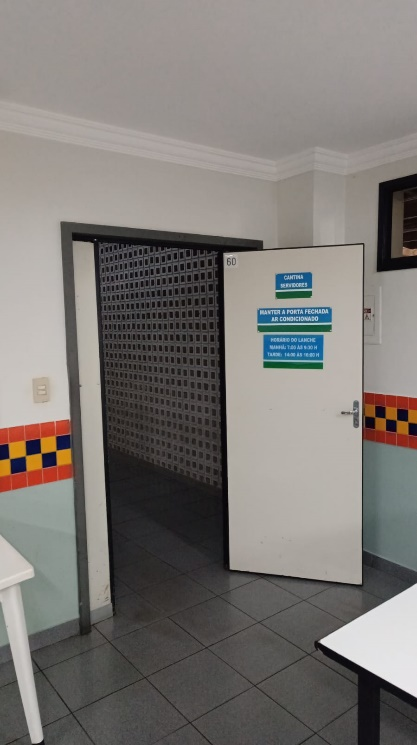 60
CANTINA
SERVIDORES
MANTER A PORTA FECHADA
AR CONDICIONADO
HORÁRIO DO LANCHE
MANHÃ: 7:00 ÀS 9:30 H
TARDE: 14:00 ÀS 16:00 H